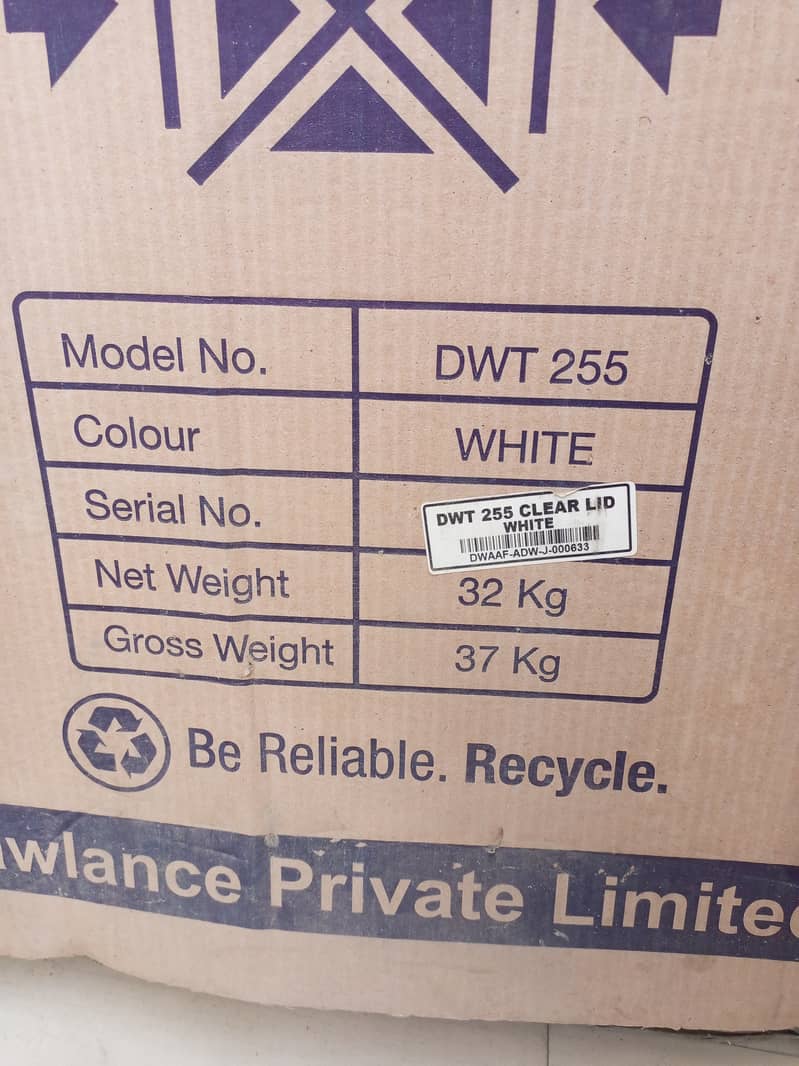 Model No. DWT 255
Colour WHITE
Serial No. DWT 255 CLEAR LID
WHITE
DWAAF-ADW-J-000633
Net Weight 32 Kg
Gross Weight 37 Kg
Be Reliable. Recycle.
wlance Private Limited